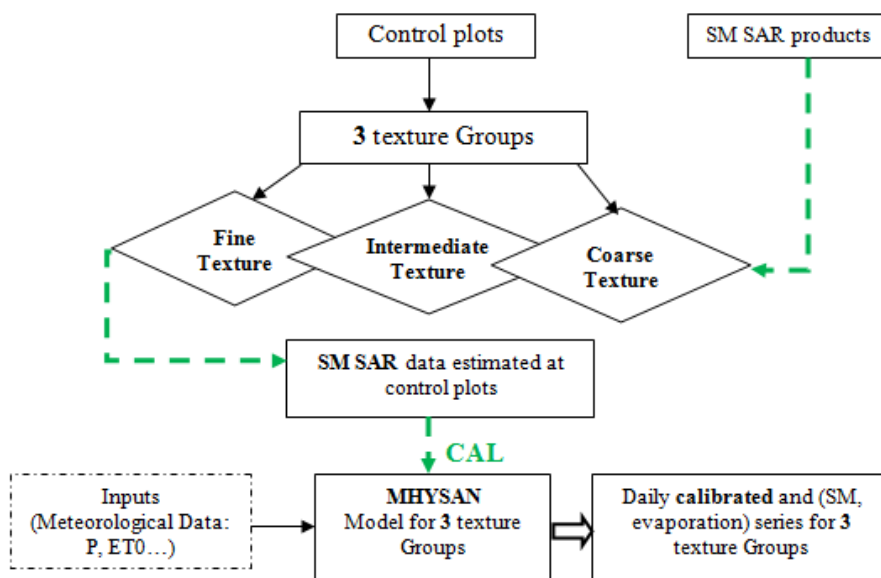 Control plots
SM SAR products
3 texture Groups
Fine
Texture
Intermediate
Texture
Coarse
Texture
SM SAR data estimated at
control plots
CAL
Inputs
(Meteorological Data:
P, ET0...)
MHYSAN
Model for 3 texture
Groups
Daily calibrated and (SM,
evaporation) series for 3
texture Groups